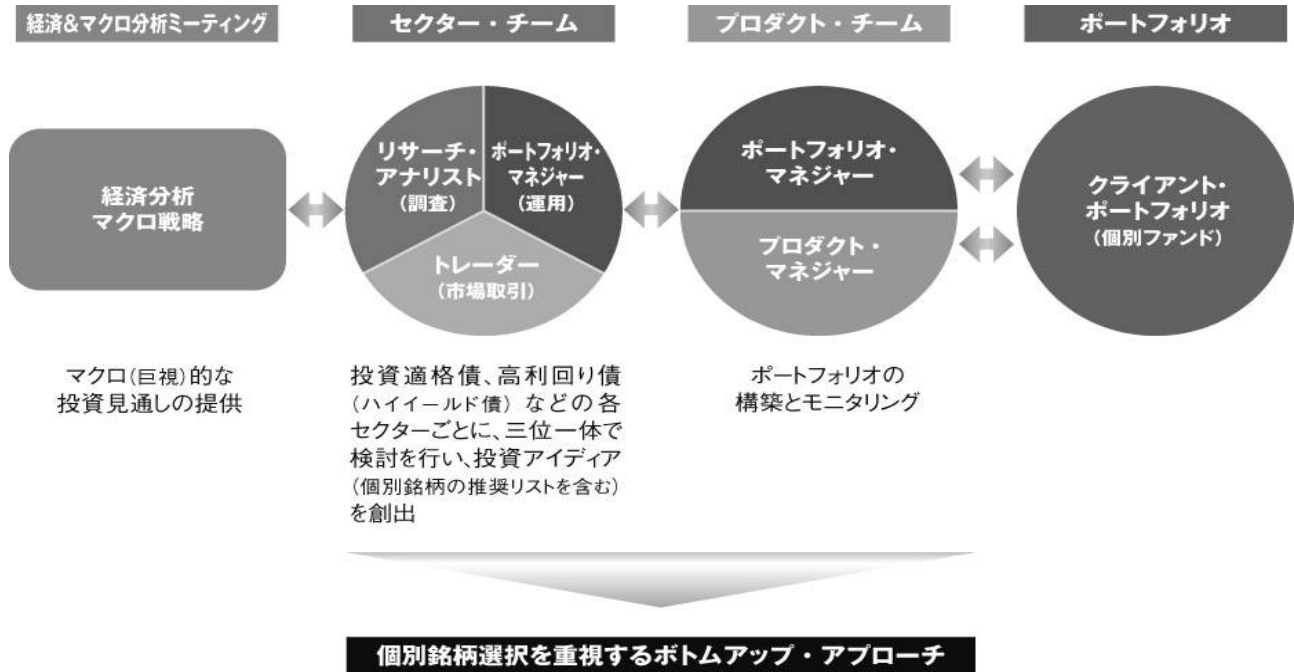 経済&マクロ分析ミーティング
セクター・チーム
プロダクト・チーム
ポートフォリオ
経済分析
マクロ戦略
リサーチ・
アナリスト
(調査)
ポートフォリオ・
マネジャー
(運用)
トレーダー
(市場取引)
ポートフォリオ・
マネジャー
プロダクト・
マネジャー
クライアント・
ポートフォリオ
(個別ファンド)
マクロ(巨視)的な
投資見通しの提供
投資適格債、高利回り債
(ハイイールド債)などの各
セクターごとに、三位一体で
検討を行い、投資アイディア
(個別銘柄の推奨リストを含む)
を創出
ポートフォリオの
構築とモニタリング
個別銘柄選択を重視するボトムアップ・アプローチ